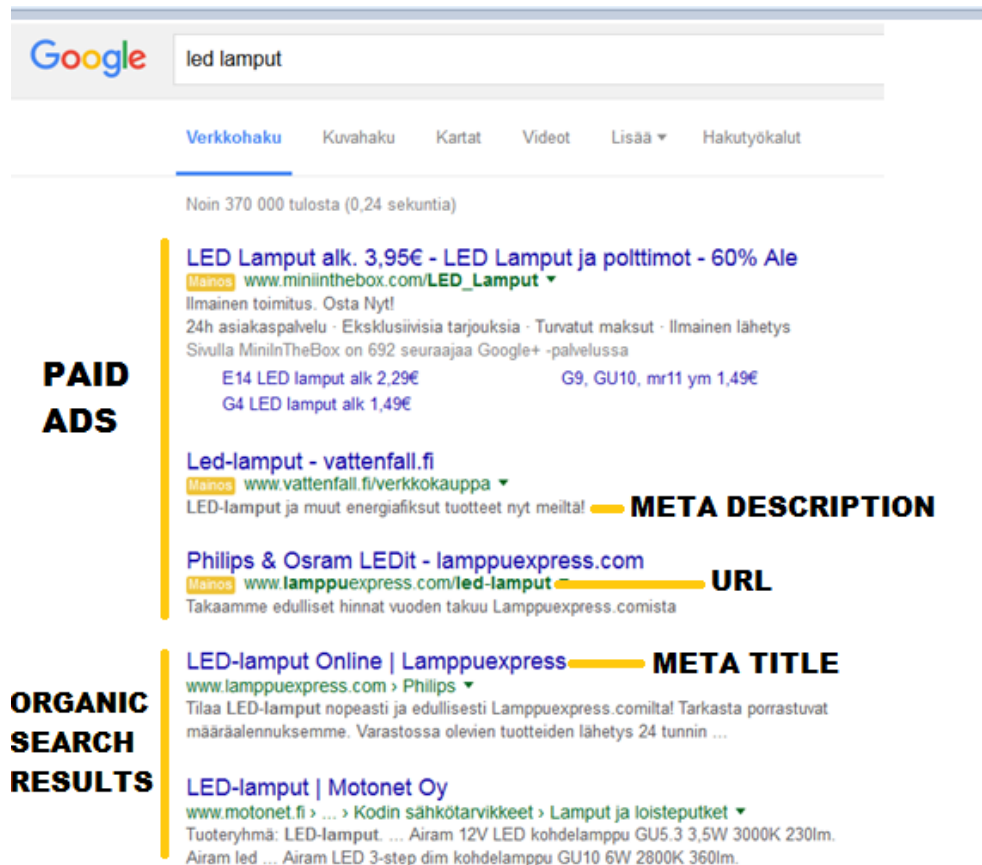 Google led lamput
Verkkohaku Kuvahaku Kartat Videot Lisää ▾ Hakutyökalut
Noin 370 000 tulosta (0,24 sekuntia)
PAID
ADS
LED Lamput alk. 3,95€ - LED Lamput ja polttimot - 60% Ale
Mainos www.miniinthebox.com/LED_Lamput ▾
Ilmainen toimitus. Osta Nyt!
24h asiakaspalvelu · Eksklusiivisia tarjouksia · Turvatut maksut · Ilmainen lähetys
Sivulla MiniInTheBox on 692 seuraajaa Google+ -palvelussa
E14 LED lamput alk 2,29€ G9, GU10, mr11 ym 1,49€
G4 LED lamput alk 1,49€
Led-lamput - vattenfall.fi
Mainos www.vattenfall.fi/verkkokauppa ▾
LED-lamput ja muut energiafiksut tuotteet nyt meiltä! META DESCRIPTION
Philips & Osram LEDit - lamppuexpress.com
Mainos www.lamppuexpress.com/led-lamput ▾ URL
Takaamme edulliset hinnat vuoden takuu Lamppuexpress.comista
ORGANIC
SEARCH
RESULTS
LED-lamput Online | Lamppuexpress META TITLE
www.lamppuexpress.com › Philips ▾
Tilaa LED-lamput nopeasti ja edullisesti Lamppuexpress.comilta! Tarkasta porrastuvat
määräalennuksemme. Varastossa olevien tuotteiden lähetys 24 tunnin ...
LED-lamput | Motonet Oy
www.motonet.fi › ... › Kodin sähkötarvikkeet › Lamput ja loisteputket ▾
Tuoteryhmä: LED-lamput. ... Airam 12V LED kohdelamppu GU5.3 3,5W 3000K 230lm.
Airam led ... Airam LED 3-step dim kohdelamppu GU10 6W 2800K 360lm.